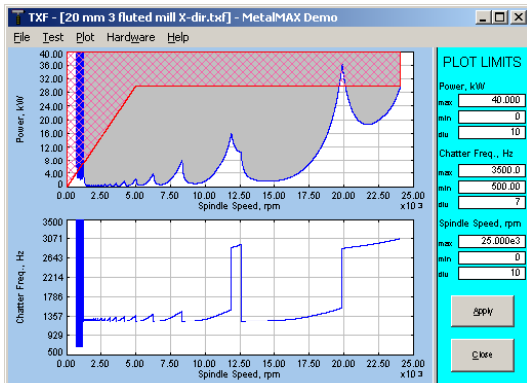 TXF - [20 mm 3 fluted mill X-dir.txf] - MetalMAX Demo
File Test Plot Hardware Help
Power, kW
40.00
36.00
32.00
28.00
24.00
20.00
16.00
12.00
8.00
4.00
0.00
0.00 2.50 5.00 7.50 10.00 12.50 15.00 17.50 20.00 22.50 25.00
Spindle Speed, rpm
x10 3
Chatter Freq., Hz
3500
3071
2643
2214
1786
1357
929
500
0.00 2.50 5.00 7.50 10.00 12.50 15.00 17.50 20.00 22.50 25.00
Spindle Speed, rpm
x10 3
PLOT LIMITS
Power, kW
max 40.000
min 0
div 10
Chatter Freq., Hz
max 3500.0
min 500.00
div 7
Spindle Speed, rpm
max 25.000e3
min 0
div 10
Apply
Close